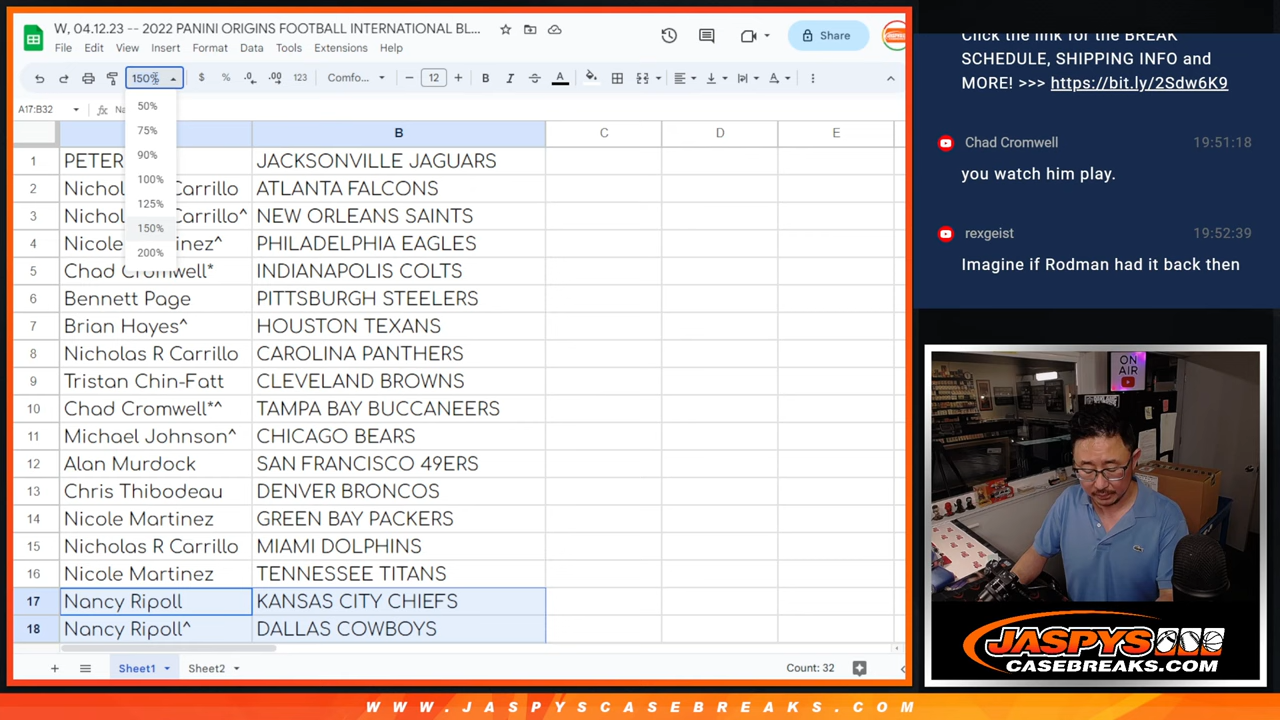 W, 04.12.23 -- 2022 PANINI ORIGINS FOOTBALL INTERNATIONAL BL...
File Edit View Insert Format Data Tools Extensions Help
Share
150% $ % .0 .00 123 Comfo... − 12 + B I S A
A17:B32 fx Na
50%
75%
90%
100%
125%
150%
200%
B C D E
1 PETER JACKSONVILLE JAGUARS
2 Nichol Carrillo ATLANTA FALCONS
3 Nichol Carrillo^ NEW ORLEANS SAINTS
4 Nicole inez^ PHILADELPHIA EAGLES
5 Chad Cromwell* INDIANAPOLIS COLTS
6 Bennett Page PITTSBURGH STEELERS
7 Brian Hayes^ HOUSTON TEXANS
8 Nicholas R Carrillo CAROLINA PANTHERS
9 Tristan Chin-Fatt CLEVELAND BROWNS
10 Chad Cromwell*^ TAMPA BAY BUCCANEERS
11 Michael Johnson^ CHICAGO BEARS
12 Alan Murdock SAN FRANCISCO 49ERS
13 Chris Thibodeau DENVER BRONCOS
14 Nicole Martinez GREEN BAY PACKERS
15 Nicholas R Carrillo MIAMI DOLPHINS
16 Nicole Martinez TENNESSEE TITANS
17 Nancy Ripoll KANSAS CITY CHIEFS
18 Nancy Ripoll^ DALLAS COWBOYS
+ Sheet1 Sheet2 Count: 32
Click the link for the BREAK
SCHEDULE, SHIPPING INFO and
MORE! >>> https://bit.ly/2Sdw6K9
Chad Cromwell 19:51:18
you watch him play.
rexgeist 19:52:39
Imagine if Rodman had it back then
ON
AIR
JASPYS
CASEBREAKS.COM
WWW.JASPYSCASEBREAKS.COM